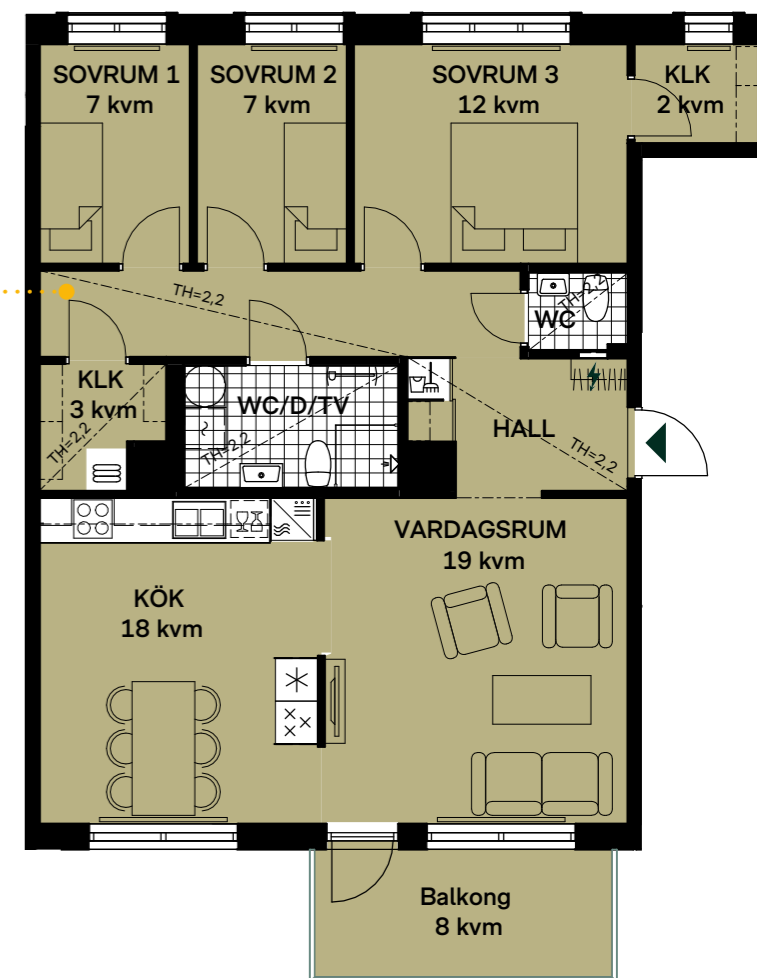 SOVRUM 1
7 kvm
SOVRUM 2
7 kvm
SOVRUM 3
12 kvm
KLK
2 kvm
TH=2,2
TH=2,2
WC
KLK
3 kvm
TH=2,2
WC/D/TV
TH=2,2
HALL
TH=2,2
VARDAGSRUM
19 kvm
KÖK
18 kvm
Balkong
8 kvm